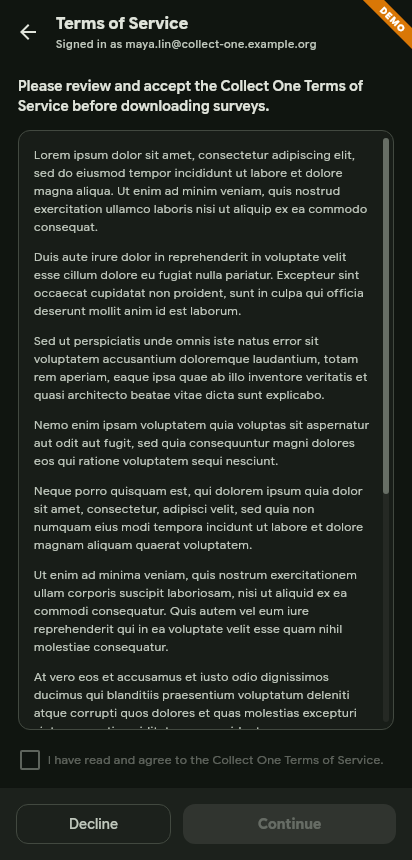 Terms of Service
Signed in as maya.lin@collect-one.example.org
DEMO
Please review and accept the Collect One Terms of
Service before downloading surveys.
Lorem ipsum dolor sit amet, consectetur adipiscing elit,
sed do eiusmod tempor incididunt ut labore et dolore
magna aliqua. Ut enim ad minim veniam, quis nostrud
exercitation ullamco laboris nisi ut aliquip ex ea commodo
consequat.
Duis aute irure dolor in reprehenderit in voluptate velit
esse cillum dolore eu fugiat nulla pariatur. Excepteur sint
occaecat cupidatat non proident, sunt in culpa qui officia
deserunt mollit anim id est laborum.
Sed ut perspiciatis unde omnis iste natus error sit
voluptatem accusantium doloremque laudantium, totam
rem aperiam, eaque ipsa quae ab illo inventore veritatis et
quasi architecto beatae vitae dicta sunt explicabo.
Nemo enim ipsam voluptatem quia voluptas sit aspernatur
aut odit aut fugit, sed quia consequuntur magni dolores
eos qui ratione voluptatem sequi nesciunt.
Neque porro quisquam est, qui dolorem ipsum quia dolor
sit amet, consectetur, adipisci velit, sed quia non
numquam eius modi tempora incidunt ut labore et dolore
magnam aliquam quaerat voluptatem.
Ut enim ad minima veniam, quis nostrum exercitationem
ullam corporis suscipit laboriosam, nisi ut aliquid ex ea
commodi consequatur. Quis autem vel eum iure
reprehenderit qui in ea voluptate velit esse quam nihil
molestiae consequatur.
At vero eos et accusamus et iusto odio dignissimos
ducimus qui blanditiis praesentium voluptatum deleniti
atque corrupti quos dolores et quas molestias excepturi
I have read and agree to the Collect One Terms of Service.
Decline
Continue